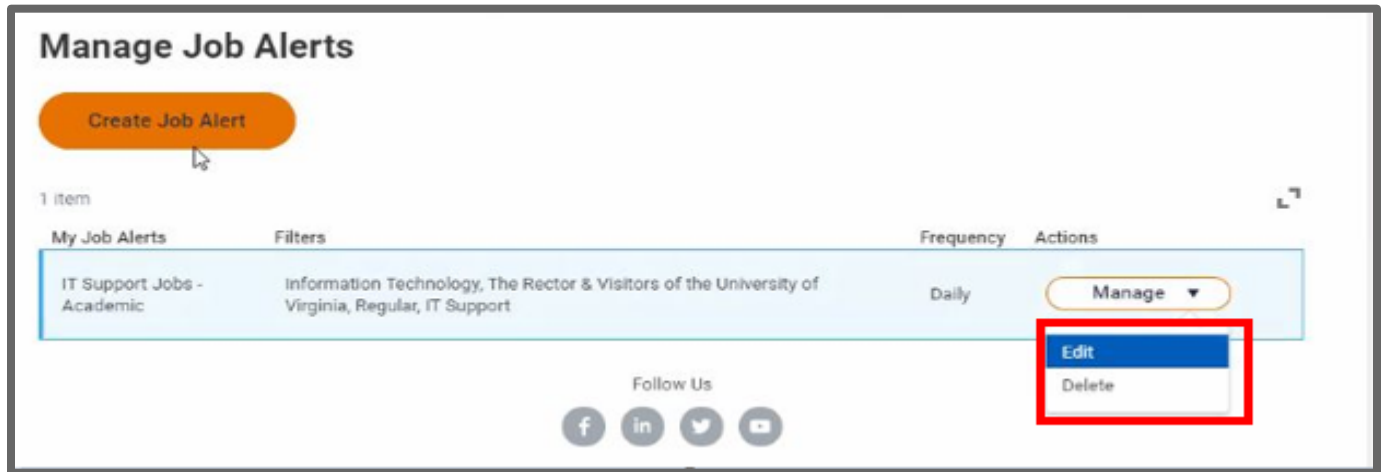 Manage Job Alerts
Create Job Alert
1 item
My Job Alerts Filters Frequency Actions
IT Support Jobs - Information Technology, The Rector & Visitors of the University of
Academic Virginia, Regular, IT Support Daily Manage
Edit
Delete
Follow Us
f in